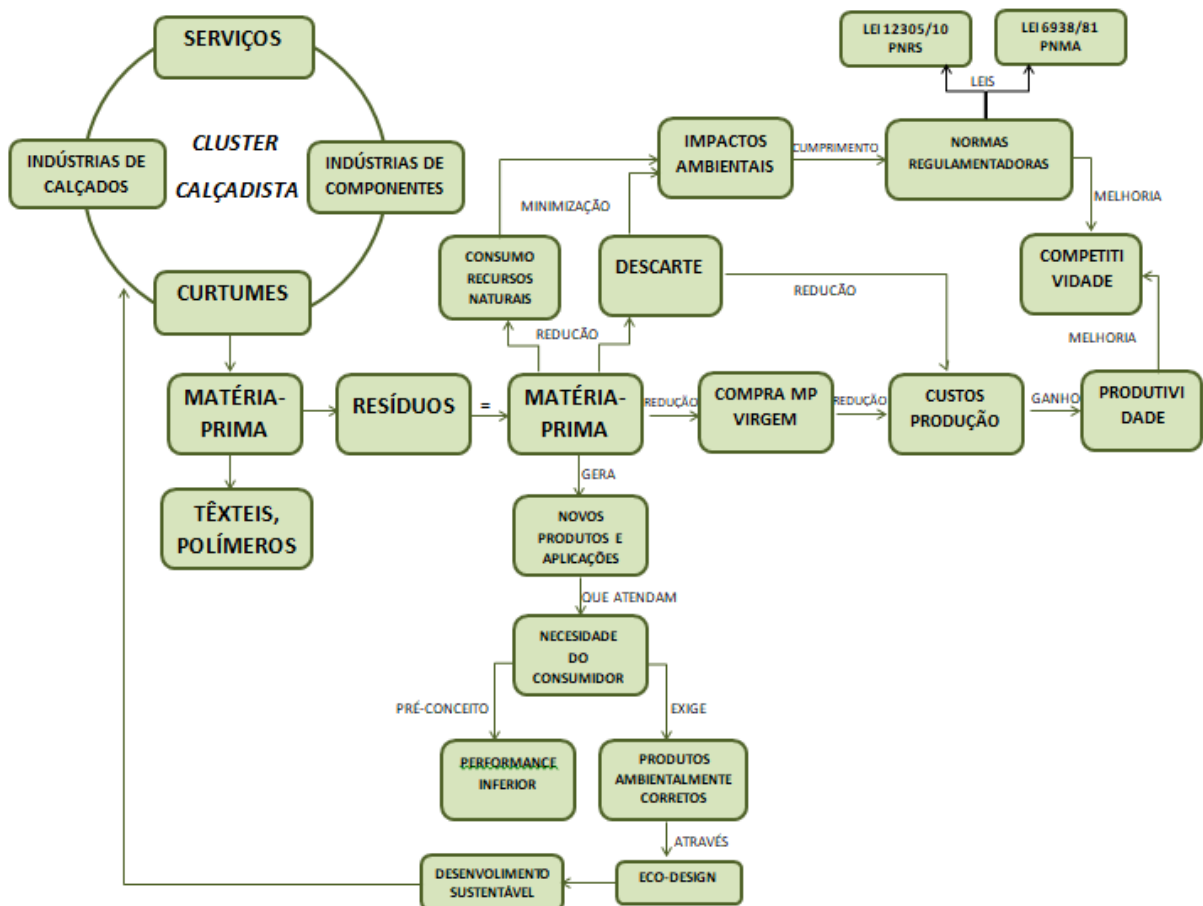 SERVIÇOS
LEI 12305/10
PNRS
LEI 6938/81
PNMA
LEIS
CLUSTER
CALÇADISTA
INDÚSTRIAS DE
CALÇADOS
INDÚSTRIAS DE
COMPONENTES
IMPACTOS
AMBIENTAIS
CUMPRIMENTO
NORMAS
REGULAMENTADORAS
MINIMIZAÇÃO
MELHORIA
CURTUMES
CONSUMO
RECURSOS
NATURAIS
DESCARTE
REDUCÃO
COMPETITI
VIDADE
REDUCÃO
MELHORIA
MATÉRIA-
PRIMA
RESÍDUOS
=
MATÉRIA-
PRIMA
REDUÇÃO
COMPRA MP
VIRGEM
REDUÇÃO
CUSTOS
PRODUÇÃO
GANHO
PRODUTIVI
DADE
GERA
TÊXTEIS,
POLÍMEROS
NOVOS
PRODUTOS E
APLICAÇÕES
QUE ATENDAM
NECESIDADE
DO
CONSUMIDOR
PRÉ-CONCEITO
EXIGE
PERFORMANCE
INFERIOR
PRODUTOS
AMBIENTALMENTE
CORRETOS
ATRAVÉS
DESENVOLVIMENTO
SUSTENTÁVEL
ECO-DESIGN